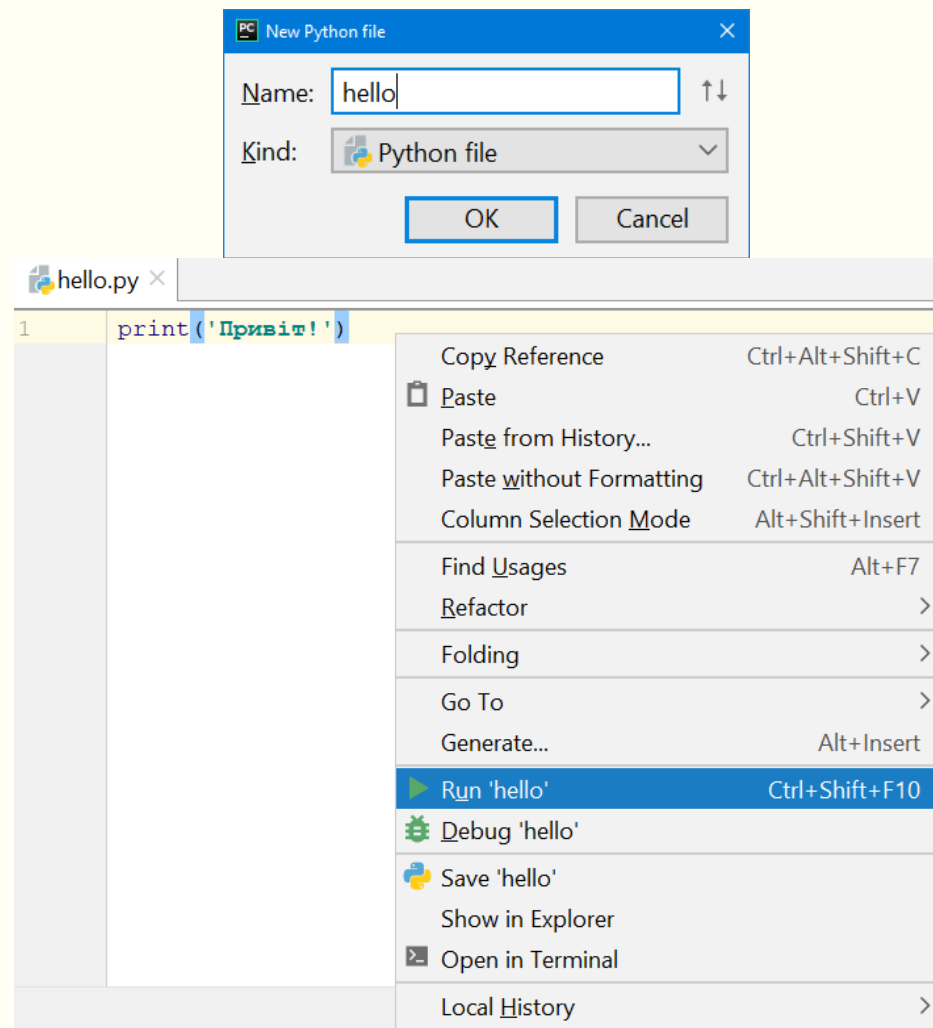 New Python file
Name: hello
Kind: Python file
OK Cancel
hello.py
1 print('Привіт!')
Copy Reference Ctrl+Alt+Shift+C
Paste Ctrl+V
Paste from History... Ctrl+Shift+V
Paste without Formatting Ctrl+Alt+Shift+V
Column Selection Mode Alt+Shift+Insert
Find Usages Alt+F7
Refactor
Folding
Go To
Generate... Alt+Insert
Run 'hello' Ctrl+Shift+F10
Debug 'hello'
Save 'hello'
Show in Explorer
Open in Terminal
Local History